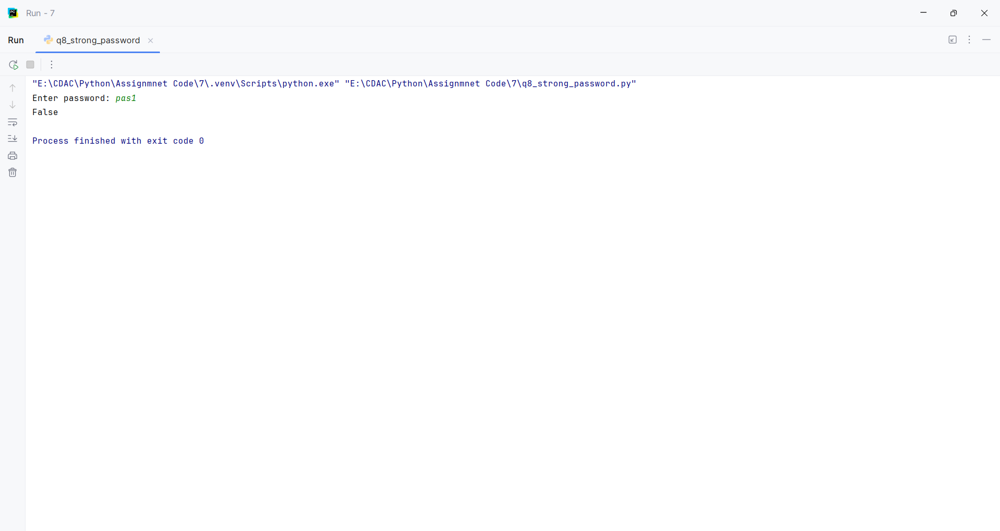 Run - 7
Run q8_strong_password
"E:\CDAC\Python\Assignmnet Code\7\.venv\Scripts\python.exe" "E:\CDAC\Python\Assignmnet Code\7\q8_strong_password.py"
Enter password: pas1
False
Process finished with exit code 0